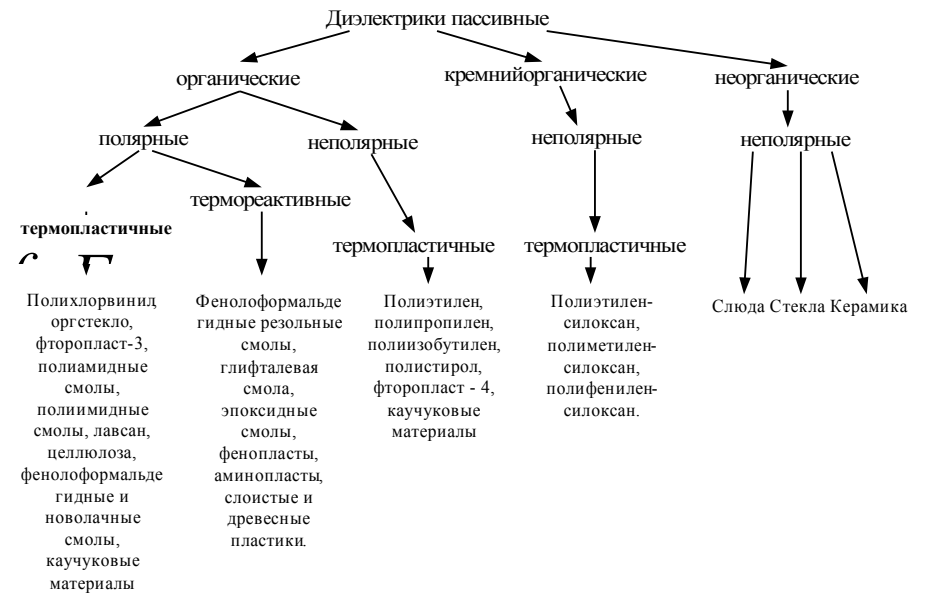 Диэлектрики пассивные
органические
кремнийорганические
неорганические
полярные
неполярные
неполярные
неполярные
термореактивные
термопластичные
термопластичные
термопластичные
Полихлорвинид,
оргстекло,
фторопласт-3,
полиамидные
смолы,
полиимидные
смолы, лавсан,
целлюлоза,
фенолоформальде
гидные и
новолачные
смолы,
каучуковые
материалы
Фенолоформальде
гидные резольные
смолы,
глифталевая
смола,
эпоксидные
смолы,
фенопласты,
аминопласты,
слоистые и
древесные
пластики.
Полиэтилен,
полипропилен,
полиизобутилен,
полистирол,
фторопласт - 4,
каучуковые
материалы
Полиэтилен-
силоксан,
полиметилен-
силоксан,
полифенилен-
силоксан.
Слюда Стекла Керамика